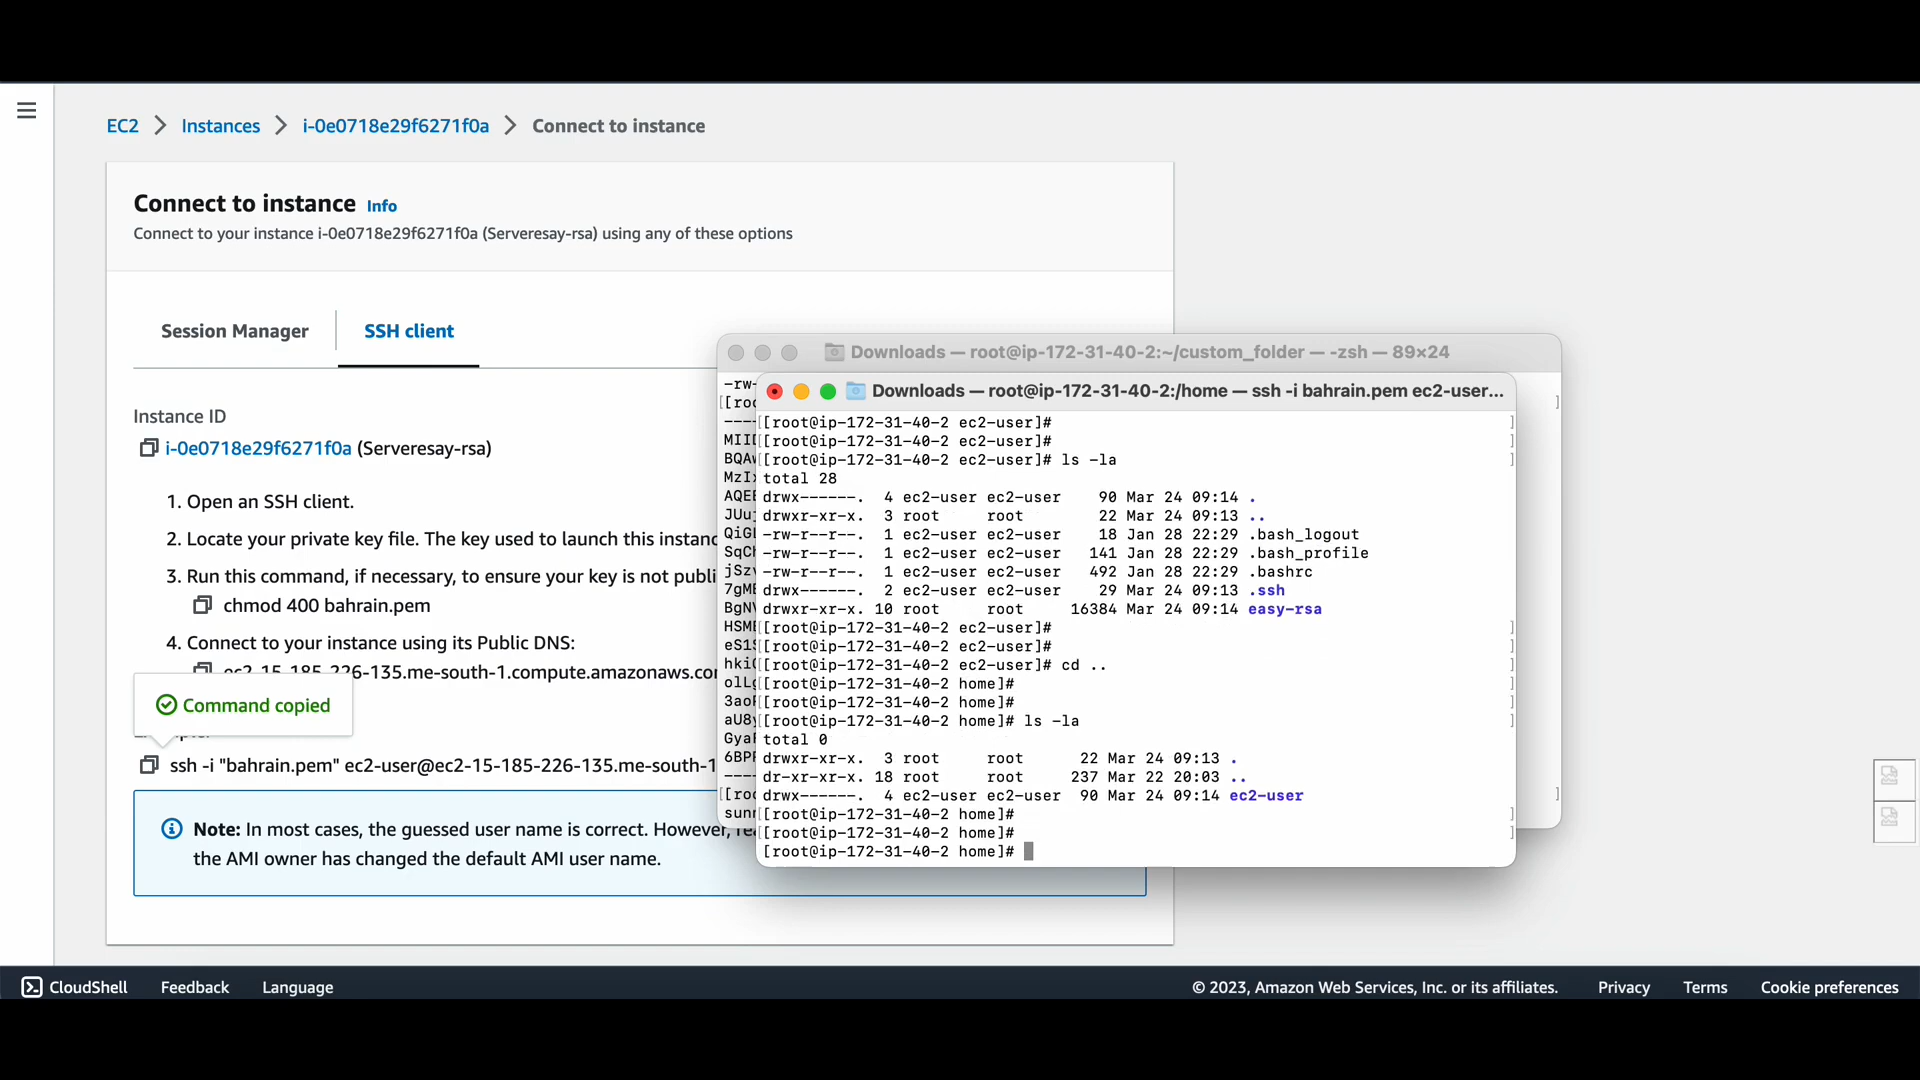 EC2 > Instances > i-0e0718e29f6271f0a > Connect to instance
Connect to instance Info
Connect to your instance i-0e0718e29f6271f0a (Serveresay-rsa) using any of these options
Session Manager
SSH client
Instance ID
i-0e0718e29f6271f0a (Serveresay-rsa)
1. Open an SSH client.
2. Locate your private key file. The key used to launch this
3. Run this command, if necessary, to ensure your key is not
chmod 400 bahrain.pem
4. Connect to your instance using its Public DNS:
Command copied
ssh -i "bahrain.pem" ec2-user@ec2-15-185-226-135.me-south-1
Note: In most cases, the guessed user name is correct. However,
the AMI owner has changed the default AMI user name.
Downloads — root@ip-172-31-40-2:~/custom_folder — -zsh — 89×24
Downloads — root@ip-172-31-40-2:/home — ssh -i bahrain.pem ec2-user...
[root@ip-172-31-40-2 ec2-user]#
[root@ip-172-31-40-2 ec2-user]#
[root@ip-172-31-40-2 ec2-user]# ls -la
total 28
drwx------. 4 ec2-user ec2-user 90 Mar 24 09:14 .
drwxr-xr-x. 3 root root 22 Mar 24 09:13 ..
-rw-r--r--. 1 ec2-user ec2-user 18 Jan 28 22:29 .bash_logout
-rw-r--r--. 1 ec2-user ec2-user 141 Jan 28 22:29 .bash_profile
-rw-r--r--. 1 ec2-user ec2-user 492 Jan 28 22:29 .bashrc
drwx------. 2 ec2-user ec2-user 29 Mar 24 09:13 .ssh
drwxr-xr-x. 10 root root 16384 Mar 24 09:14 easy-rsa
[root@ip-172-31-40-2 ec2-user]#
[root@ip-172-31-40-2 ec2-user]#
[root@ip-172-31-40-2 ec2-user]# cd ..
[root@ip-172-31-40-2 home]#
[root@ip-172-31-40-2 home]#
[root@ip-172-31-40-2 home]# ls -la
total 0
drwxr-xr-x. 3 root root 22 Mar 24 09:13 .
dr-xr-xr-x. 18 root root 237 Mar 22 20:03 ..
drwx------. 4 ec2-user ec2-user 90 Mar 24 09:14 ec2-user
[root@ip-172-31-40-2 home]#
[root@ip-172-31-40-2 home]#
[root@ip-172-31-40-2 home]#
CloudShell
Feedback
Language
© 2023, Amazon Web Services, Inc. or its affiliates.
Privacy
Terms
Cookie preferences